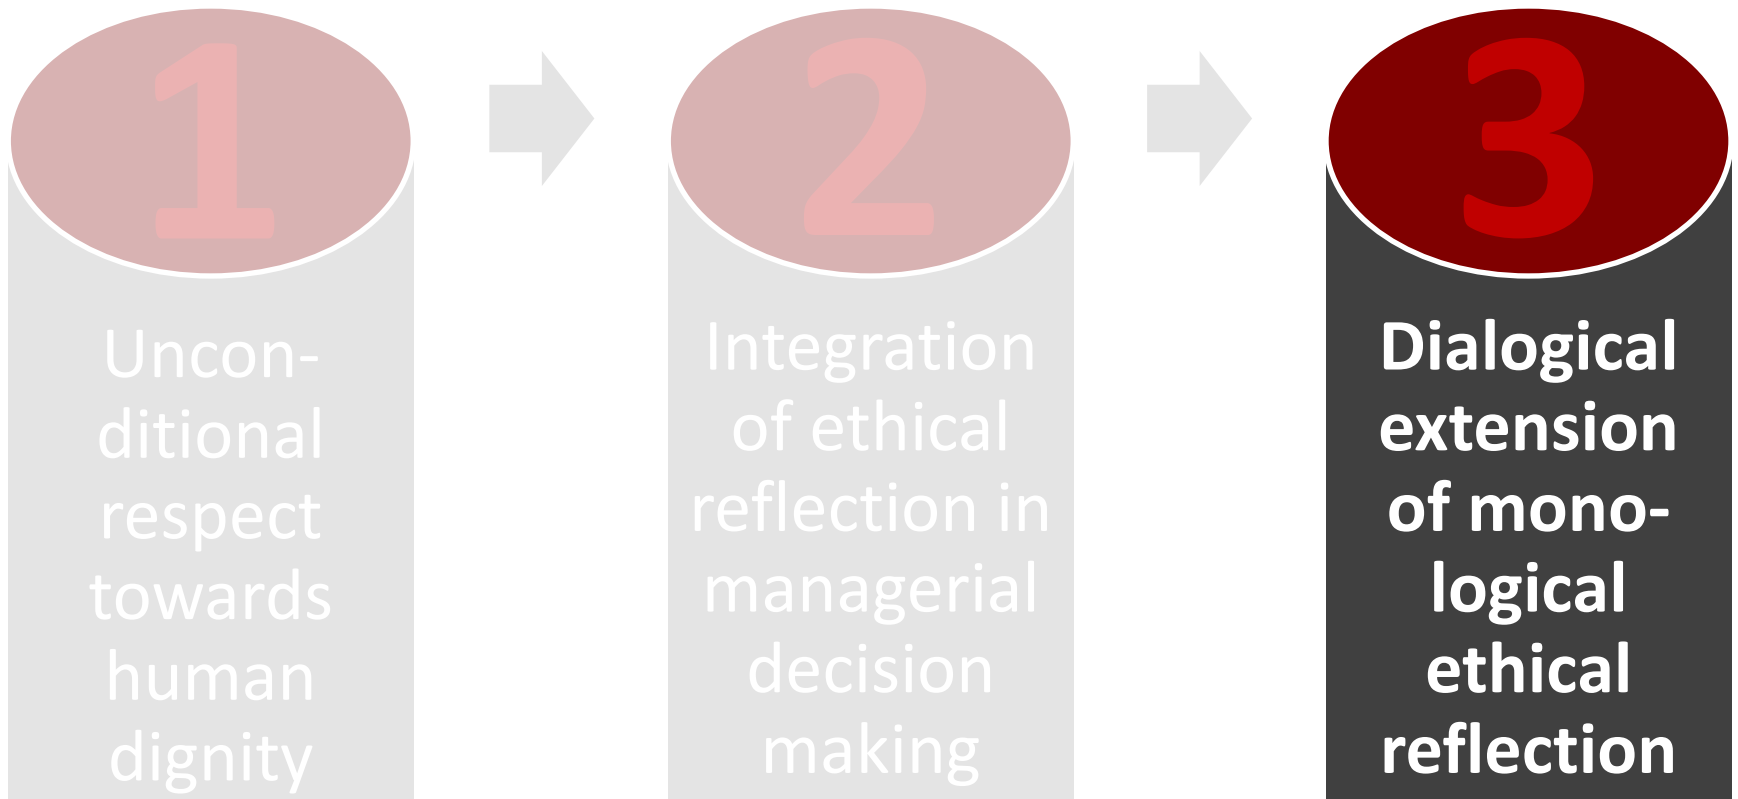 1
Uncon-
ditional
respect
towards
human
dignity
2
Integration
of ethical
reflection in
managerial
decision
making
3
Dialogical
extension
of mono-
logical
ethical
reflection